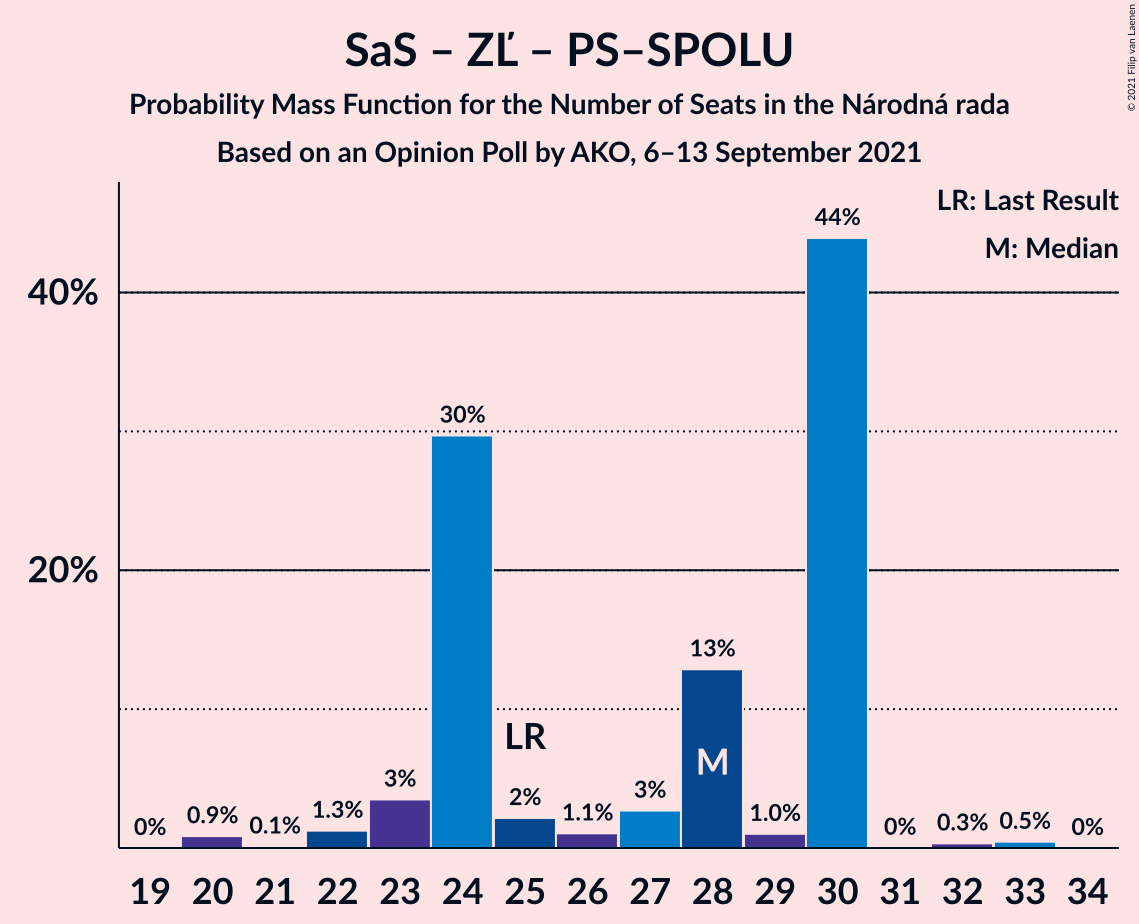 © 2021 Filip van Laenen
SaS – ZĽ – PS–SPOLU
Probability Mass Function for the Number of Seats in the Národná rada
Based on an Opinion Poll by AKO, 6–13 September 2021
LR: Last Result
M: Median
40%
20%
0%
0.9%
0.1%
1.3%
3%
30%
2%
1.1%
3%
13%
1.0%
44%
0%
0.3%
0.5%
0%
LR
M
19 20 21 22 23 24 25 26 27 28 29 30 31 32 33 34